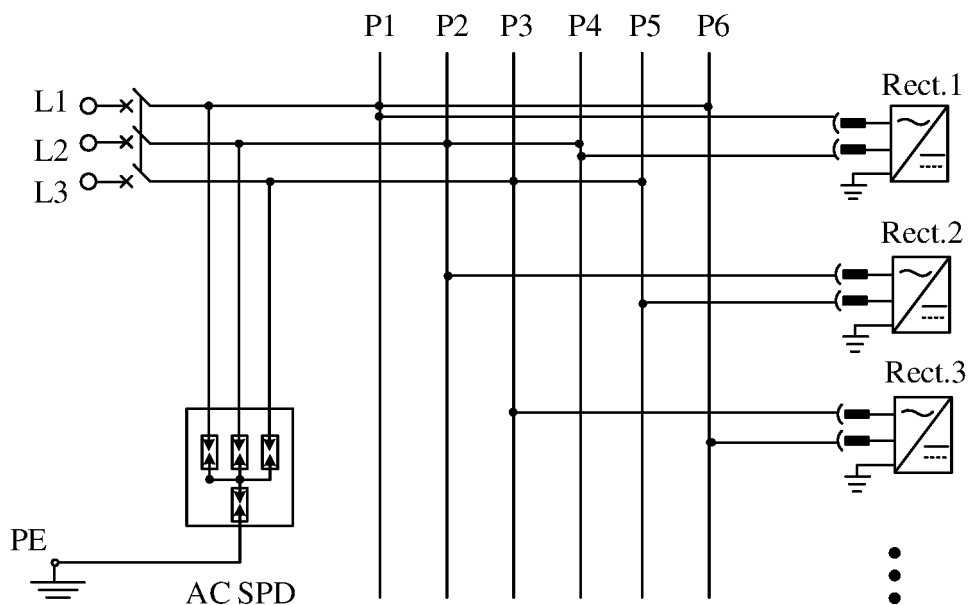 P1 P2 P3 P4 P5 P6
Rect.1
L1
L2
L3
Rect.2
Rect.3
PE
AC SPD